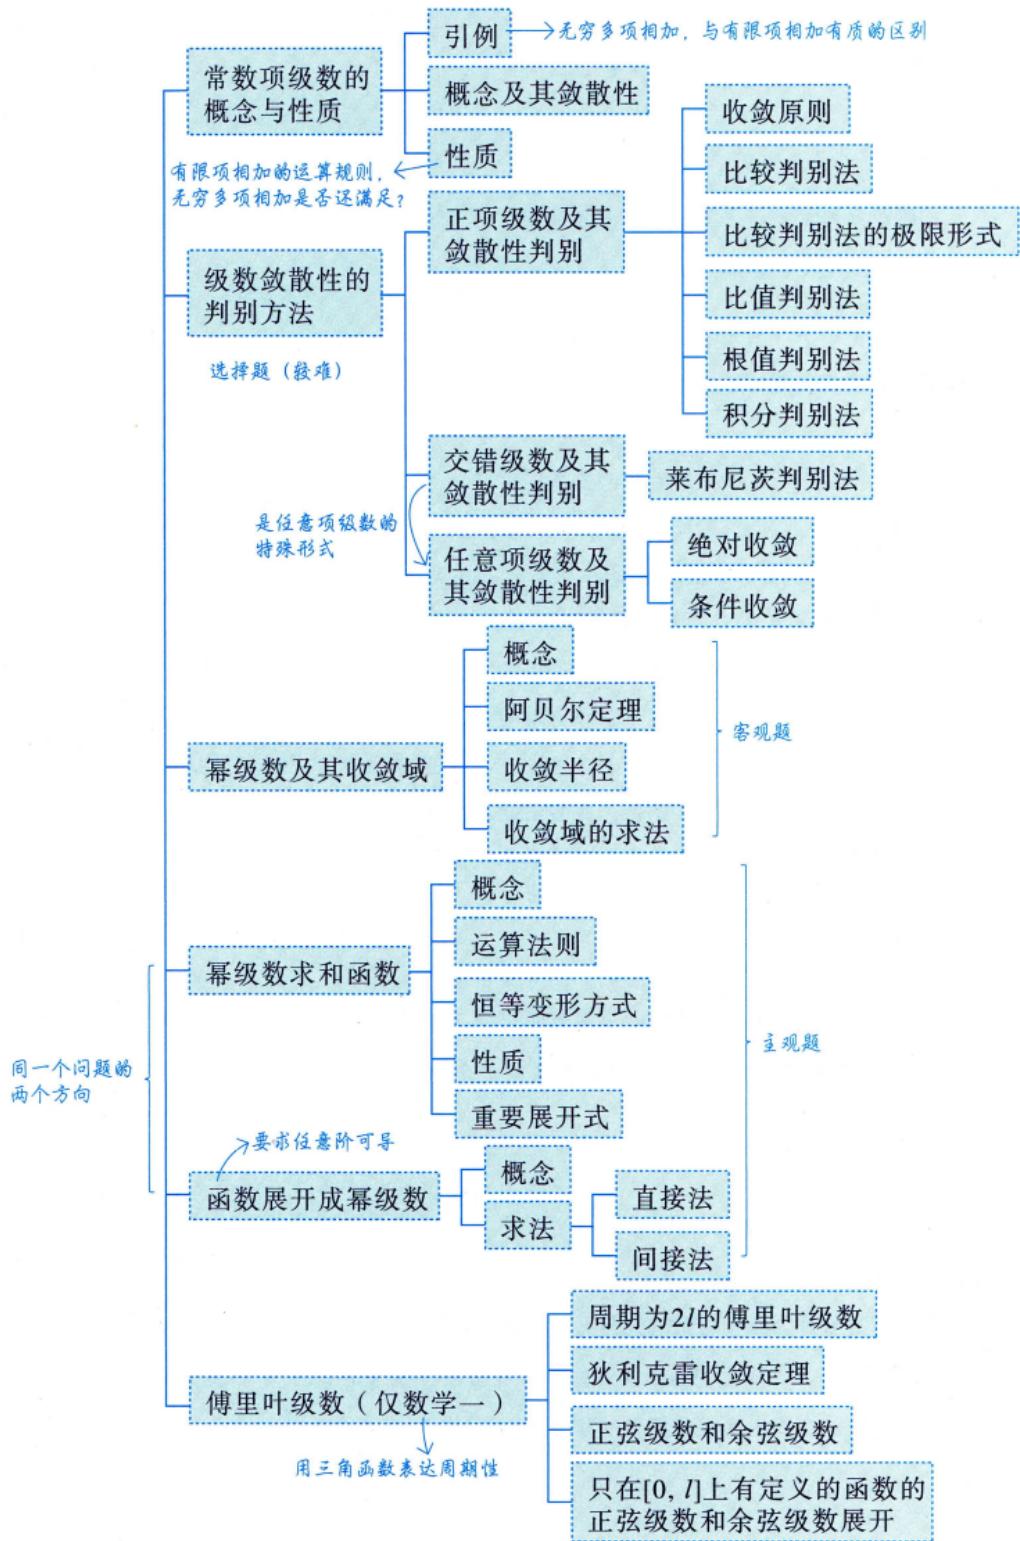 引例
无穷多项相加，与有限项相加有质的区别
常数项级数的
概念与性质
概念及其敛散性
性质
有限项相加的运算规则，
无穷多项相加是否还满足？
级数敛散性的
判别方法
选择题（较难）
正项级数及其
敛散性判别
收敛原则
比较判别法
比较判别法的极限形式
比值判别法
根值判别法
积分判别法
交错级数及其
敛散性判别
莱布尼茨判别法
是任意项级数的
特殊形式
任意项级数及
其敛散性判别
绝对收敛
条件收敛
幂级数及其收敛域
概念
阿贝尔定理
收敛半径
收敛域的求法
客观题
幂级数求和函数
概念
运算法则
恒等变形方式
性质
重要展开式
主观题
同一个问题的
两个方向
要求任意阶可导
函数展开成幂级数
概念
求法
直接法
间接法
傅里叶级数（仅数学一）
用三角函数表达周期性
周期为2l的傅里叶级数
狄利克雷收敛定理
正弦级数和余弦级数
只在[0, l]上有定义的函数的
正弦级数和余弦级数展开